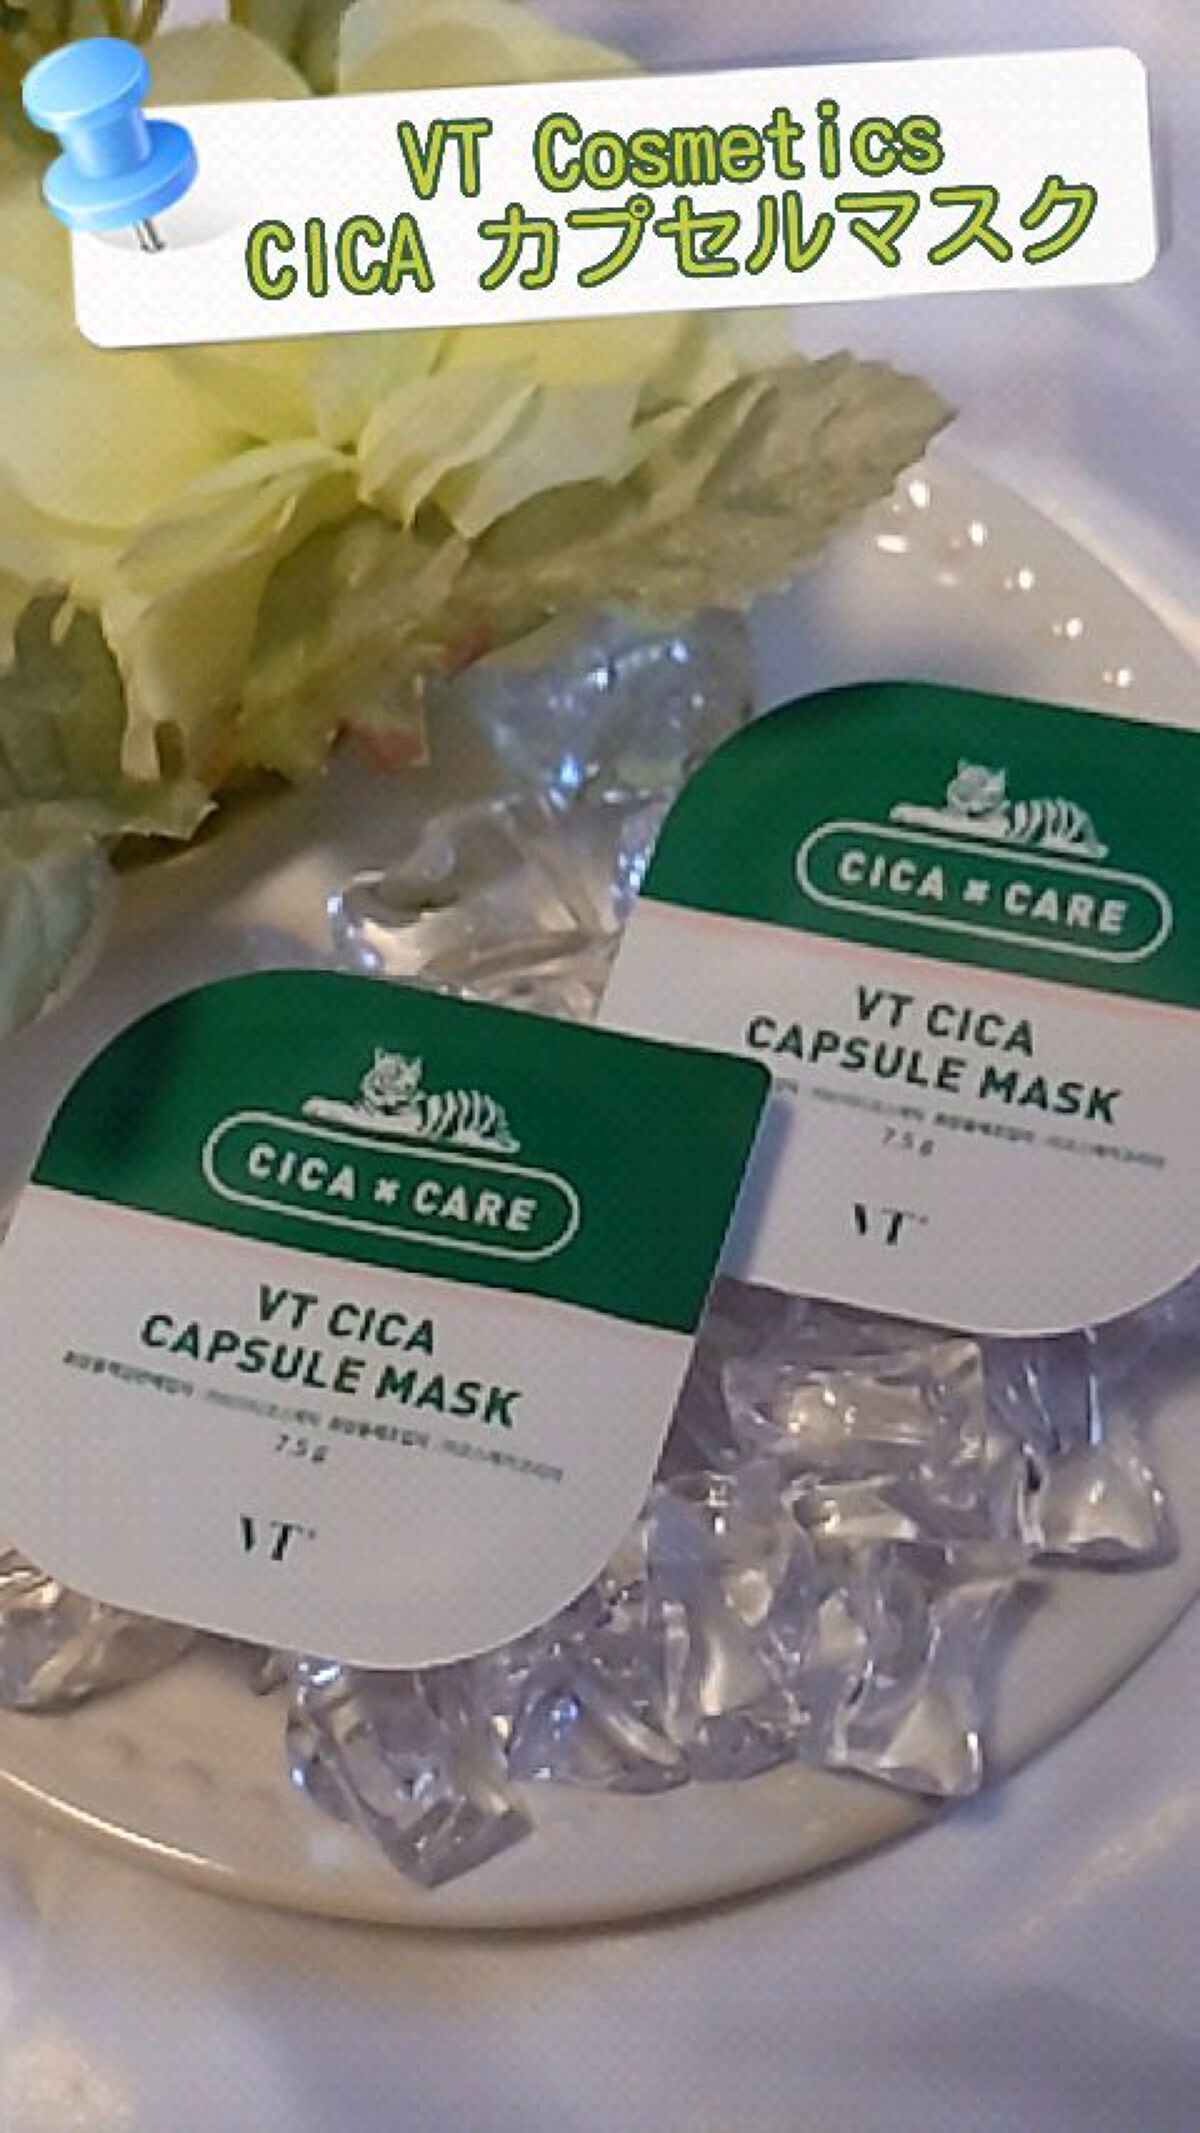 VT Cosmetics
CICA カプセルマスク
CICA × CARE
VT CICA
CAPSULE MASK
7.5 g
VT
CICA × CARE
VT CICA
CAPSULE MASK
7.5 g
VT